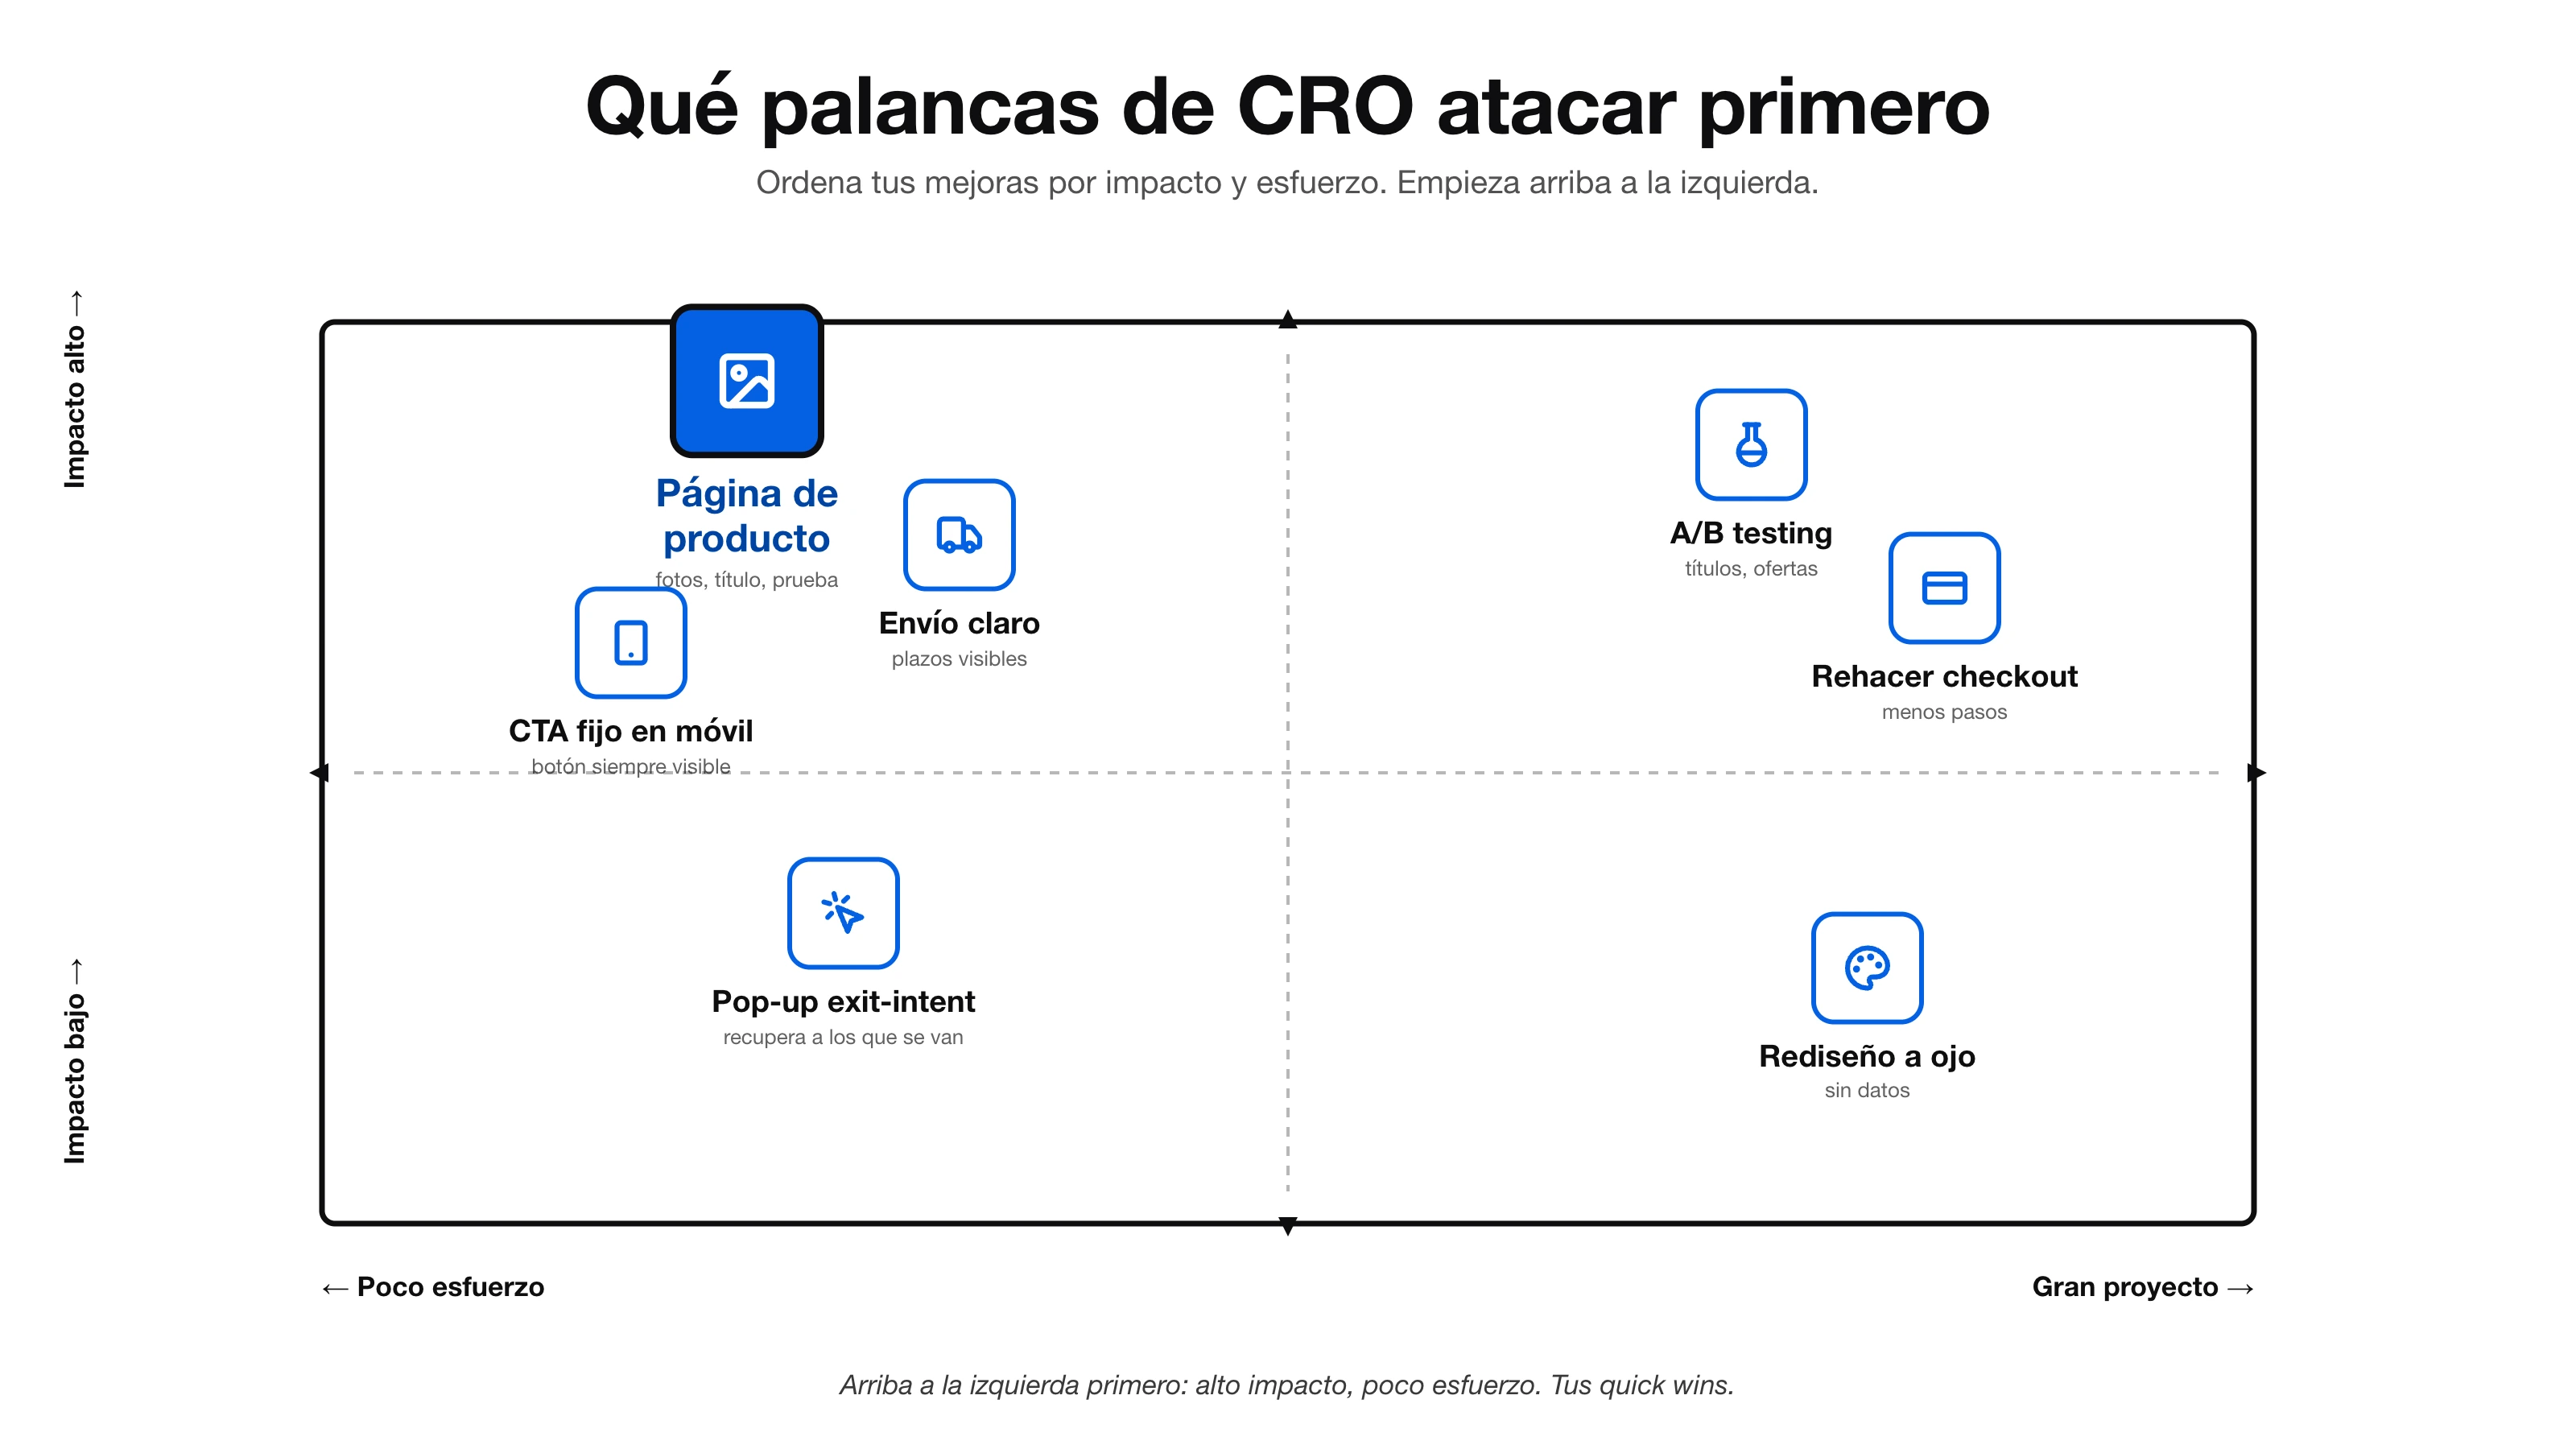 Qué palancas de CRO atacar primero
Ordena tus mejoras por impacto y esfuerzo. Empieza arriba a la izquierda.
Impacto alto →
Página de
producto
fotos, título, prueba
Envío claro
plazos visibles
CTA fijo en móvil
botón siempre visible
A/B testing
títulos, ofertas
Rehacer checkout
menos pasos
Impacto bajo →
Pop-up exit-intent
recupera a los que se van
Rediseño a ojo
sin datos
← Poco esfuerzo
Gran proyecto →
Arriba a la izquierda primero: alto impacto, poco esfuerzo. Tus quick wins.